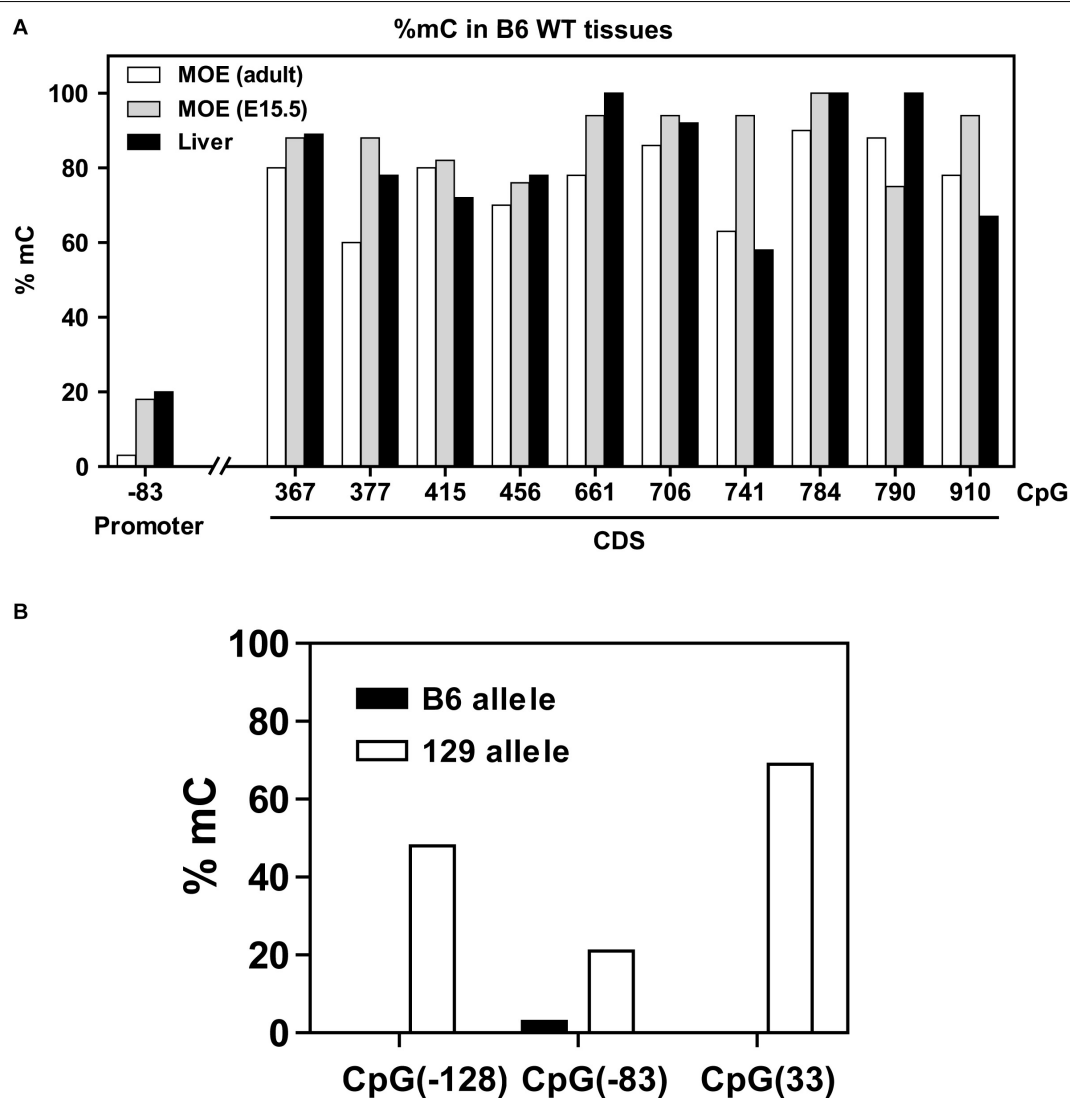 A
%mC in B6 WT tissues
MOE (adult)
MOE (E15.5)
Liver
% mC
100
80
60
40
20
0
-83 367 377 415 456 661 706 741 784 790 910 CpG
Promoter
CDS
B
B6 allele
129 allele
% mC
100
80
60
40
20
0
CpG(-128) CpG(-83) CpG(33)